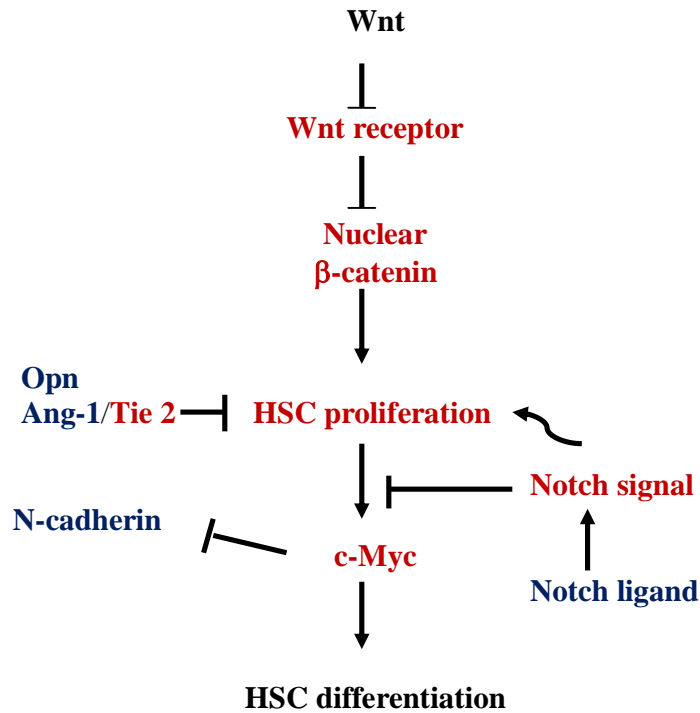 Wnt
Wnt receptor
Nuclear
β-catenin
Opn
Ang-1/Tie 2
HSC proliferation
Notch signal
N-cadherin
c-Myc
Notch ligand
HSC differentiation